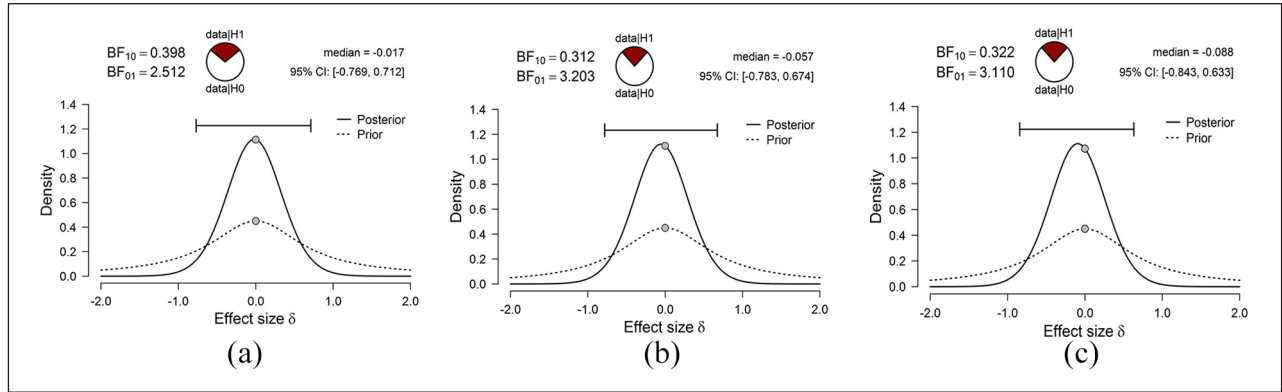 data|H1
BF10 = 0.398
BF01 = 2.512
data|H0
median = -0.017
95% CI: [-0.769, 0.712]
Posterior
Prior
Density
1.4
1.2
1.0
0.8
0.6
0.4
0.2
0.0
-2.0 -1.0 0.0 1.0 2.0
Effect size δ
(a)
data|H1
BF10 = 0.312
BF01 = 3.203
data|H0
median = -0.057
95% CI: [-0.783, 0.674]
Posterior
Prior
Density
1.4
1.2
1.0
0.8
0.6
0.4
0.2
0.0
-2.0 -1.0 0.0 1.0 2.0
Effect size δ
(b)
data|H1
BF10 = 0.322
BF01 = 3.110
data|H0
median = -0.088
95% CI: [-0.843, 0.633]
Posterior
Prior
Density
1.4
1.2
1.0
0.8
0.6
0.4
0.2
0.0
-2.0 -1.0 0.0 1.0 2.0
Effect size δ
(c)